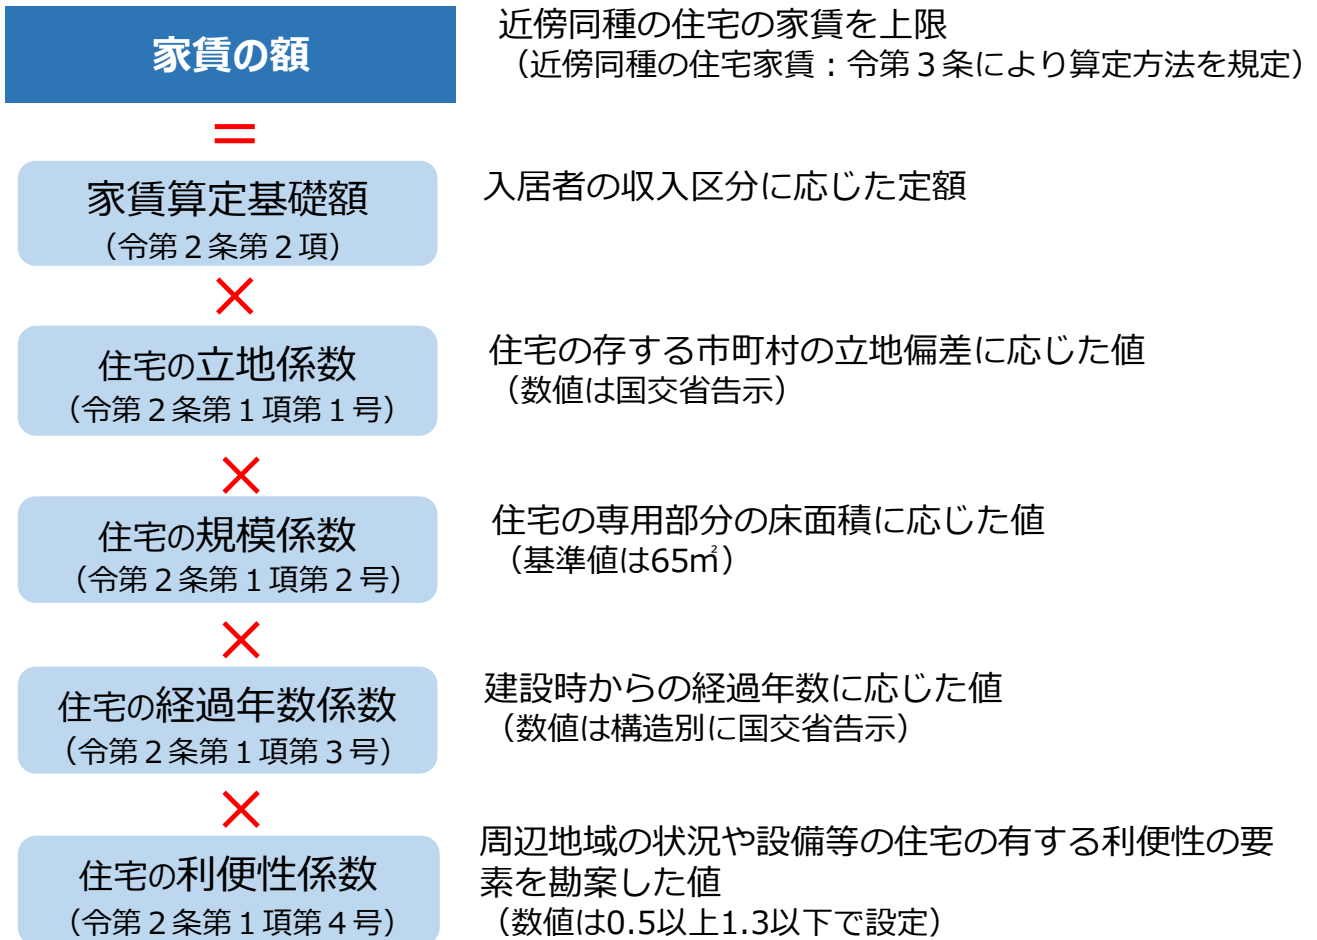 家賃の額
近傍同種の住宅の家賃を上限
（近傍同種の住宅家賃：令第３条により算定方法を規定）
＝
家賃算定基礎額
（令第２条第２項）
入居者の収入区分に応じた定額
×
住宅の立地係数
（令第２条第１項第１号）
住宅の存する市町村の立地偏差に応じた値
（数値は国交省告示）
×
住宅の規模係数
（令第２条第１項第２号）
住宅の専用部分の床面積に応じた値
（基準値は65㎡）
×
住宅の経過年数係数
（令第２条第１項第３号）
建設時からの経過年数に応じた値
（数値は構造別に国交省告示）
×
住宅の利便性係数
（令第２条第１項第４号）
周辺地域の状況や設備等の住宅の有する利便性の要
素を勘案した値
（数値は0.5以上1.3以下で設定）